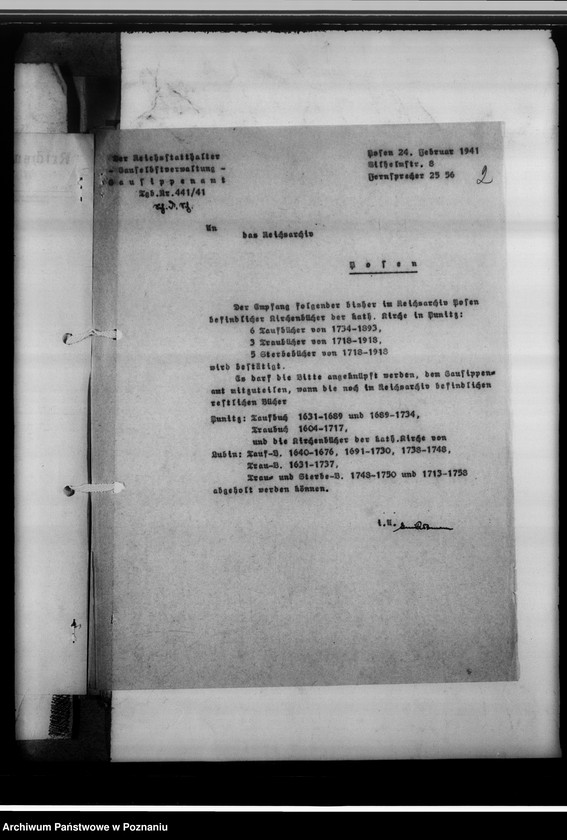 Der Reichsstatthalter
- Gauselbstverwaltung -
Gausippenamt
Tgb.Nr.441/41
Posen 24. Februar 1941
Wilhelmstr. 8
Fernsprecher 25 56
2
An
das Reichsarchiv
Posen
Der Empfang folgender bisher im Reichsarchiv Posen
befindlicher Kirchenbücher der kath. Kirche in Punitz:
6 Taufbücher von 1734-1893,
3 Traubücher von 1718-1918,
5 Sterbebücher von 1718-1918
wird bestätigt.
Es darf die Bitte angeknüpft werden, dem Gausippen-
amt mitzuteilen, wann die noch im Reichsarchiv befindlichen
restlichen Bücher
Punitz: Taufbuch 1631-1689 und 1689-1734,
Traubuch 1604-1717,
und die Kirchenbücher der kath.Kirche von
Rubin: Tauf-B. 1640-1676, 1691-1730, 1738-1748,
Trau-B. 1631-1737,
Trau- und Sterbe-B. 1748-1750 und 1713-1758
abgeholt werden können.
i.A.
Archiwum Państwowe w Poznaniu